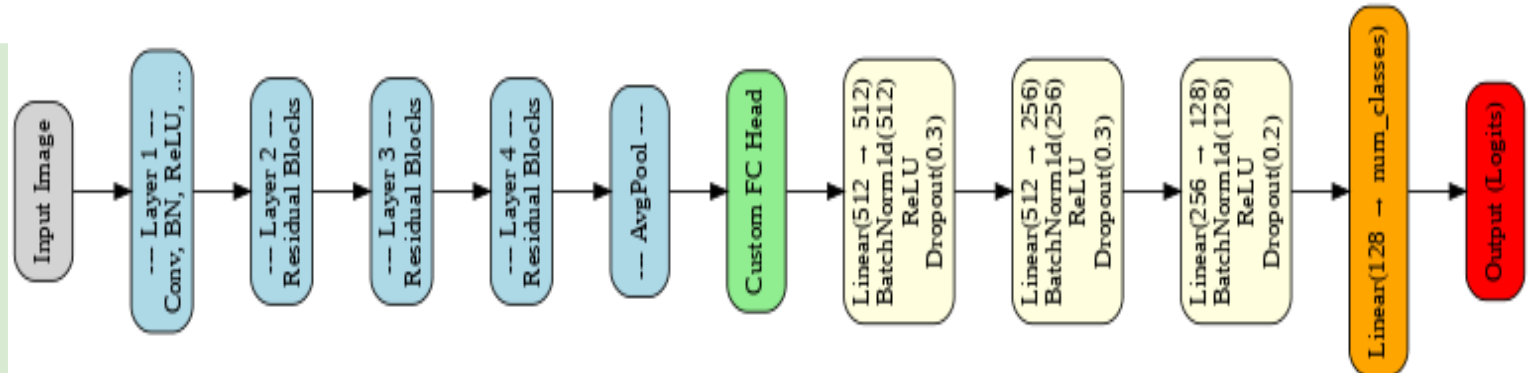 Input Image
--- Layer 1 ---
Conv, BN, ReLU, ...
--- Layer 2 ---
Residual Blocks
--- Layer 3 ---
Residual Blocks
--- Layer 4 ---
Residual Blocks
--- AvgPool ---
Custom FC Head
Linear(512 → 512)
BatchNorm1d(512)
ReLU
Dropout(0.3)
Linear(512 → 256)
BatchNorm1d(256)
ReLU
Dropout(0.3)
Linear(256 → 128)
BatchNorm1d(128)
ReLU
Dropout(0.2)
Linear(128 → num_classes)
Output (Logits)